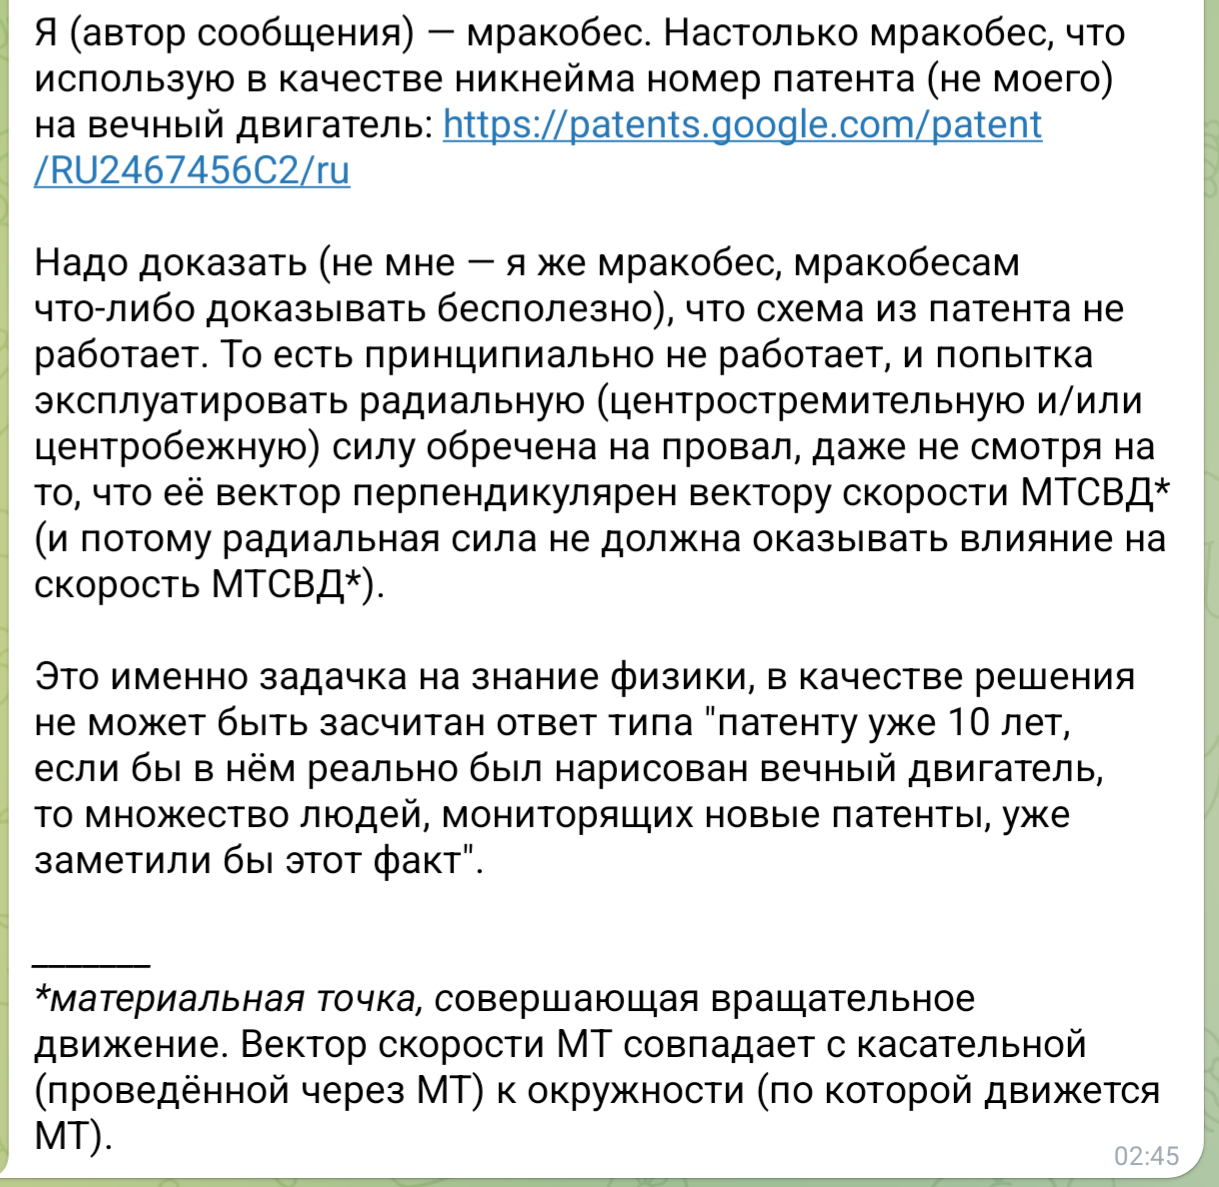 Я (автор сообщения) — мракобес. Настолько мракобес, что
использую в качестве никнейма номер патента (не моего)
на вечный двигатель: https://patents.google.com/patent
/RU2467456C2/ru
Надо доказать (не мне — я же мракобес, мракобесам
что-либо доказывать бесполезно), что схема из патента не
работает. То есть принципиально не работает, и попытка
эксплуатировать радиальную (центростремительную и/или
центробежную) силу обречена на провал, даже не смотря на
то, что её вектор перпендикулярен вектору скорости МТСВД*
(и потому радиальная сила не должна оказывать влияние на
скорость МТСВД*).
Это именно задачка на знание физики, в качестве решения
не может быть засчитан ответ типа "патенту уже 10 лет,
если бы в нём реально был нарисован вечный двигатель,
то множество людей, мониторящих новые патенты, уже
заметили бы этот факт".
_______
*материальная точка, совершающая вращательное
движение. Вектор скорости МТ совпадает с касательной
(проведённой через МТ) к окружности (по которой движется
МТ).
02:45